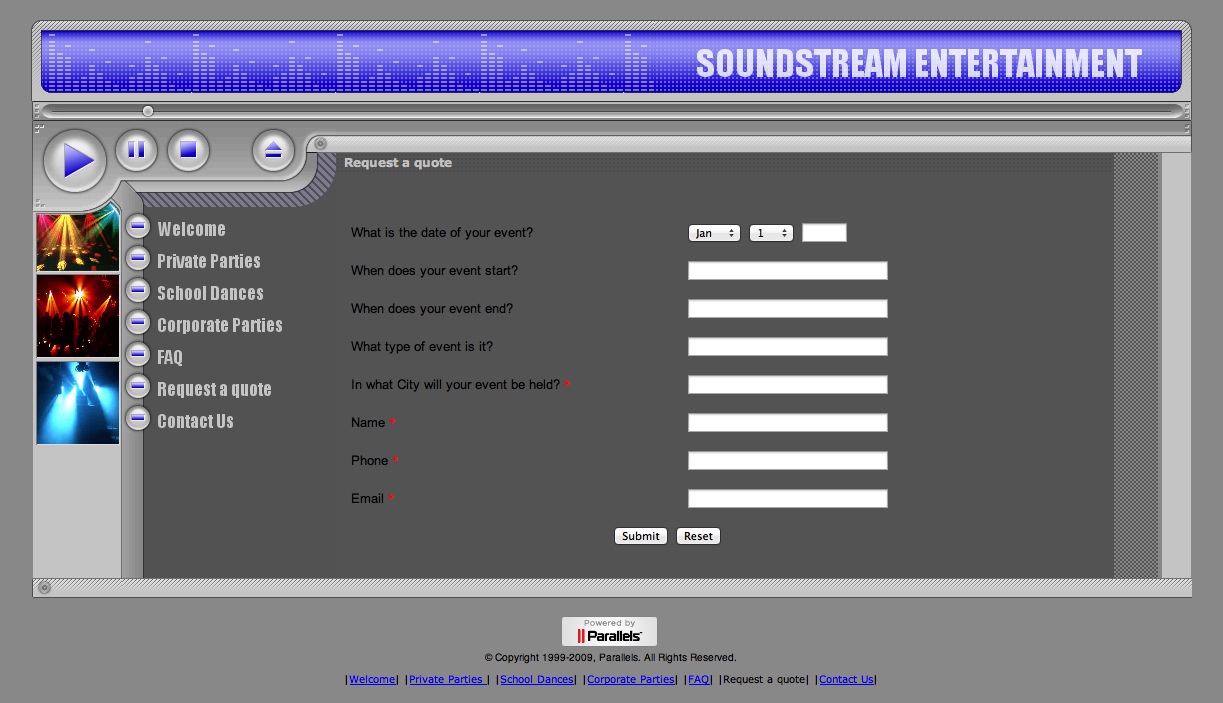 SOUNDSTREAM ENTERTAINMENT
Request a quote
Welcome
Private Parties
School Dances
Corporate Parties
FAQ
Request a quote
Contact Us
What is the date of your event? Jan 1
When does your event start?
When does your event end?
What type of event is it?
In what City will your event be held? *
Name *
Phone *
Email *
Submit Reset
Powered by
Parallels™
© Copyright 1999-2009, Parallels. All Rights Reserved.
|Welcome| |Private Parties | |School Dances| |Corporate Parties| |FAQ| |Request a quote| |Contact Us|